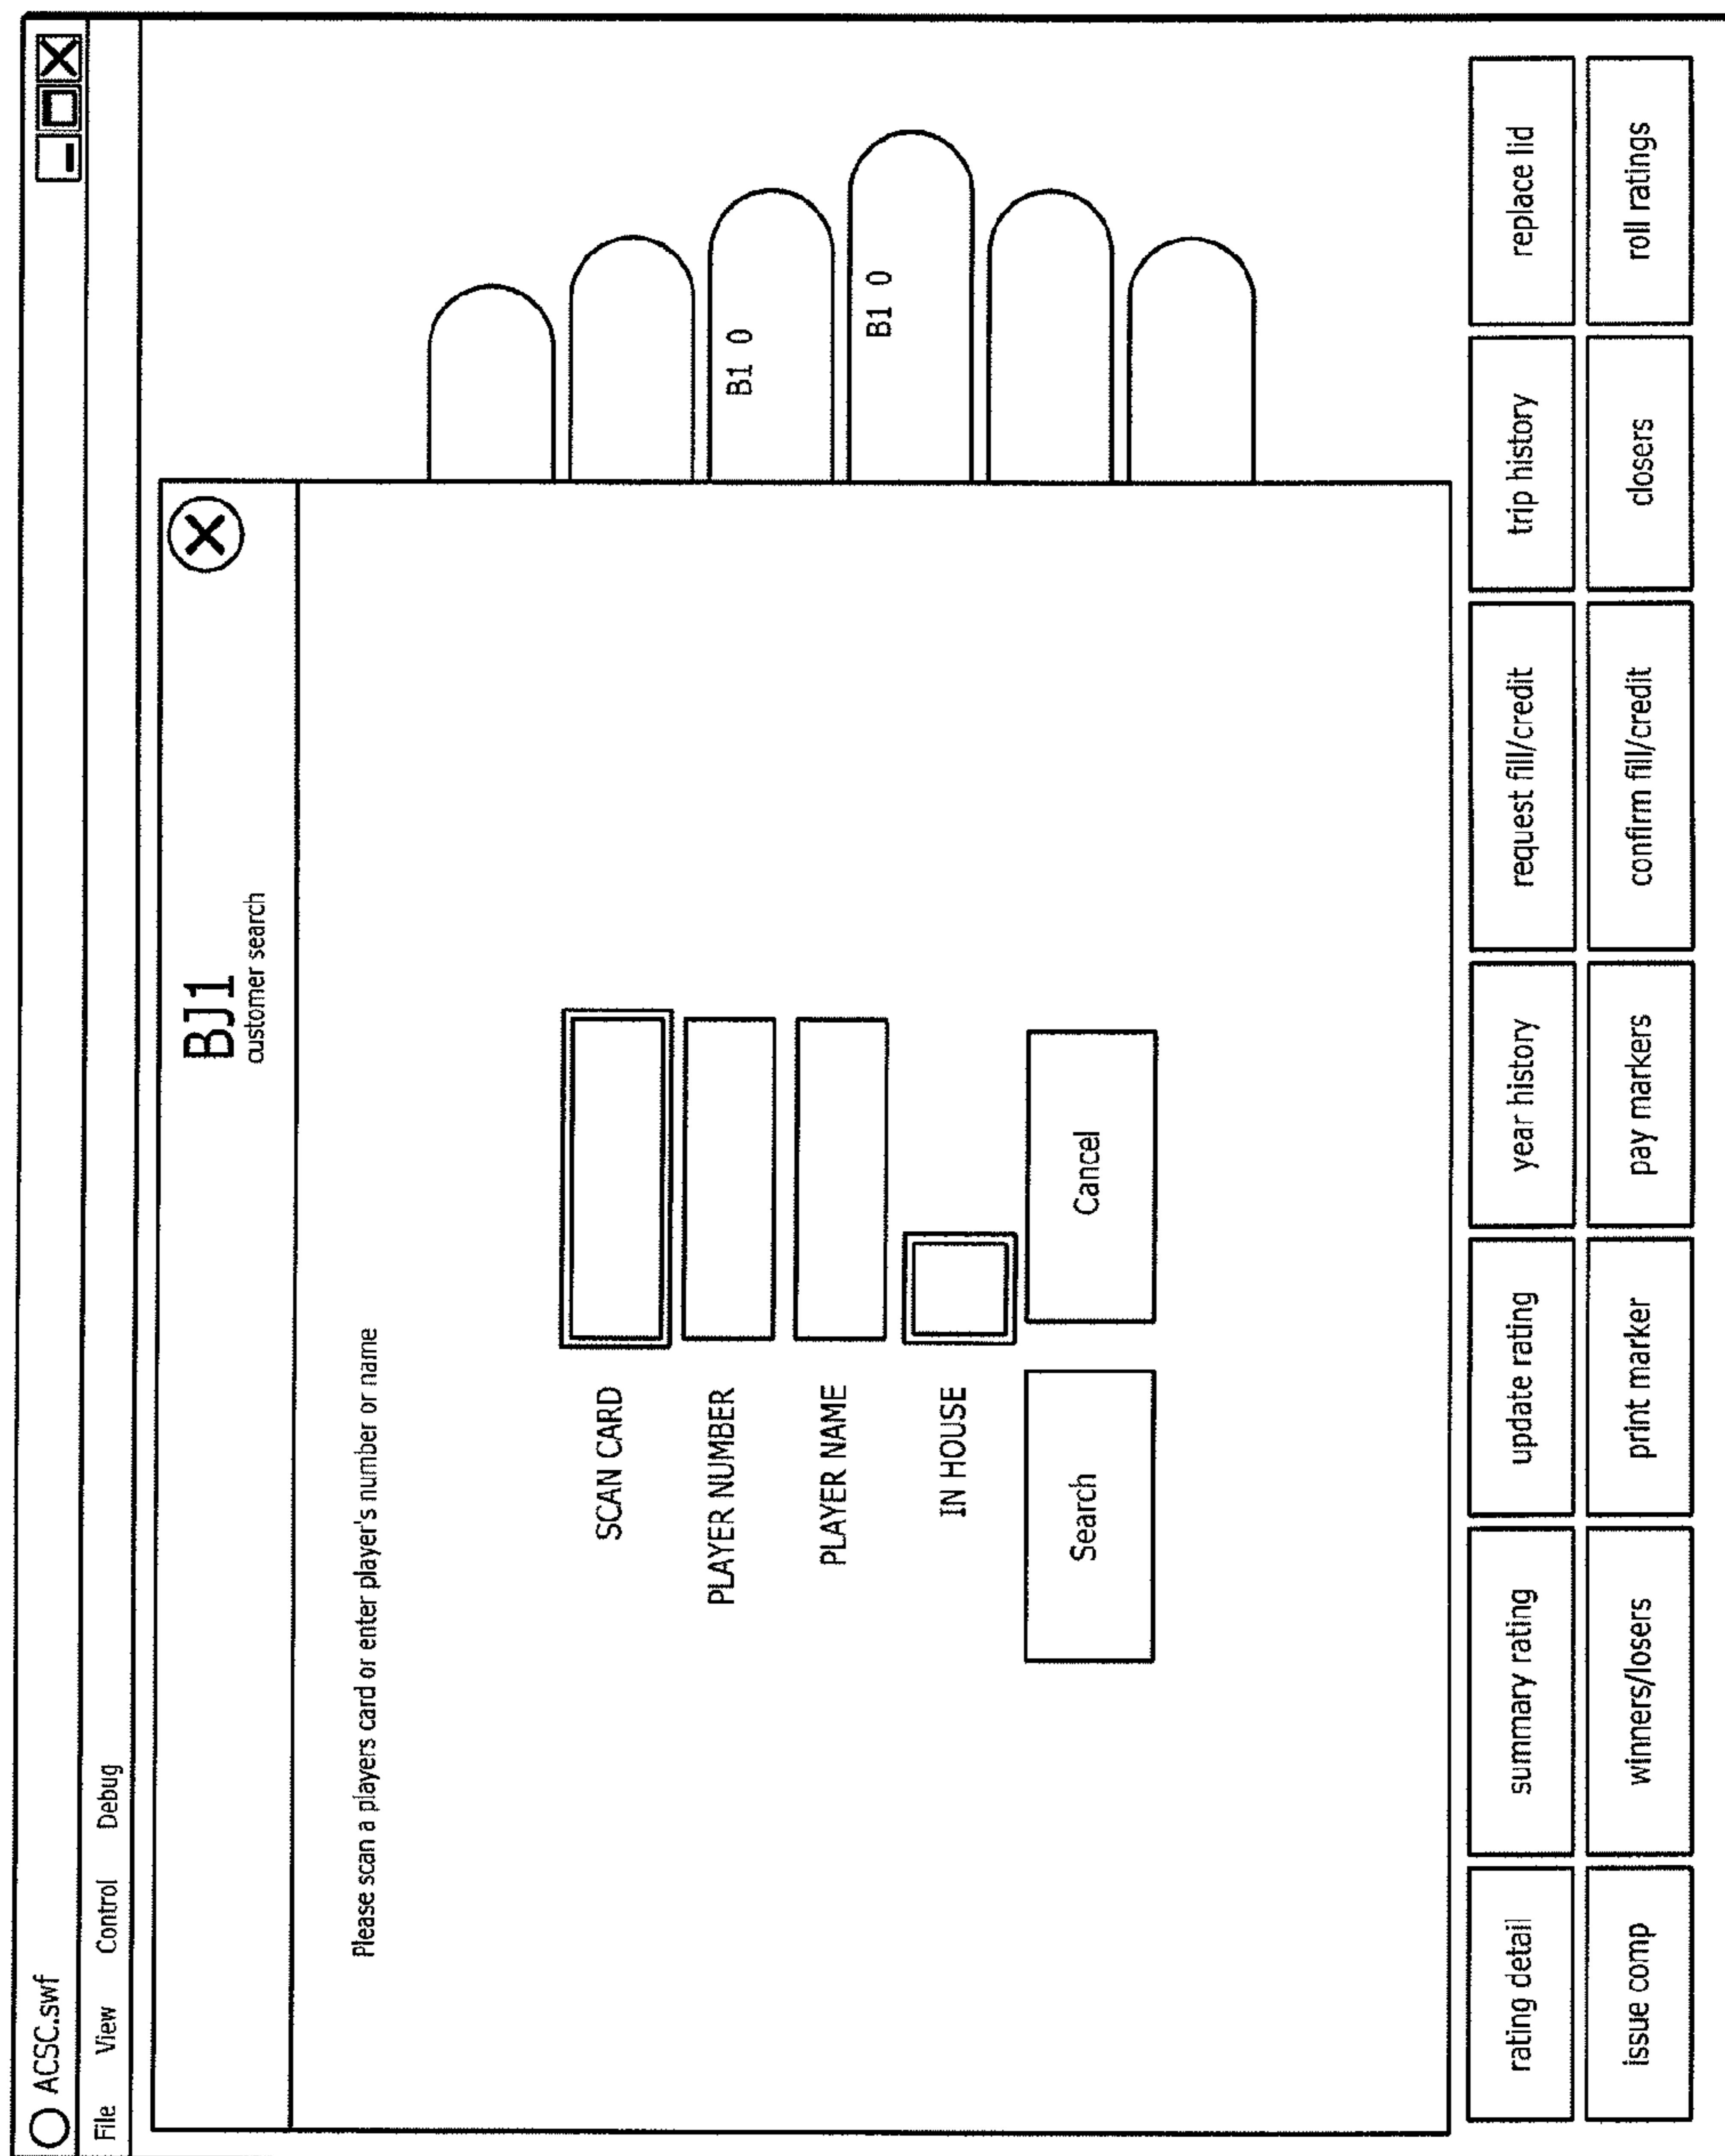 ACSC.swf
File View Control Debug
BJ1
customer search
Please scan a players card or enter player's number or name
SCAN CARD
PLAYER NUMBER
PLAYER NAME
IN HOUSE
Search Cancel
B1 0
B1 0
rating detail summary rating update rating year history request fill/credit trip history replace lid
issue comp winners/losers print marker pay markers confirm fill/credit closers roll ratings